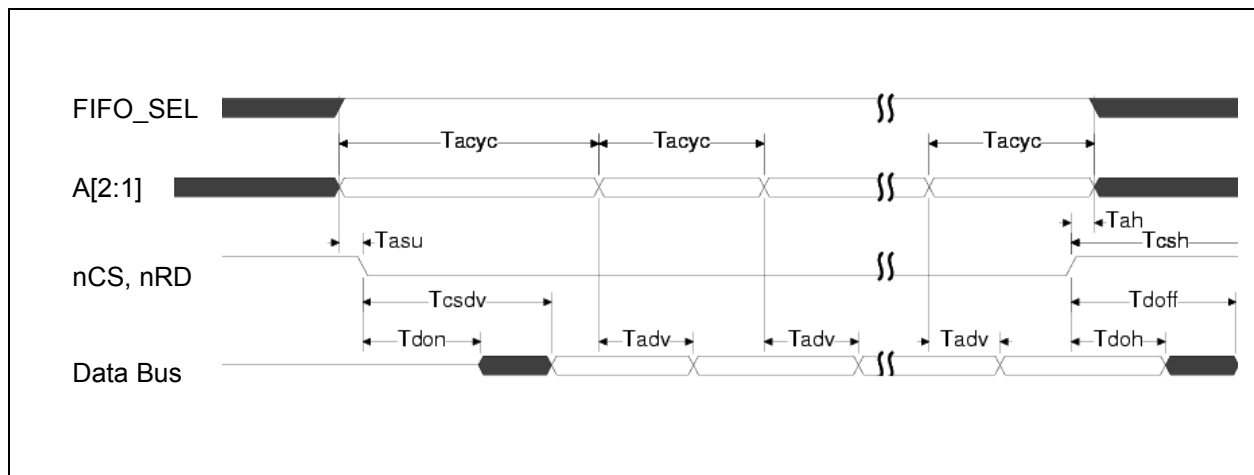 FIFO_SEL
Tacyc Tacyc Tacyc
A[2:1]
Tah
Tasu Tcsh
nCS, nRD
Tcsdv Tdoff
Tdon Tadv Tadv Tadv Tdoh
Data Bus